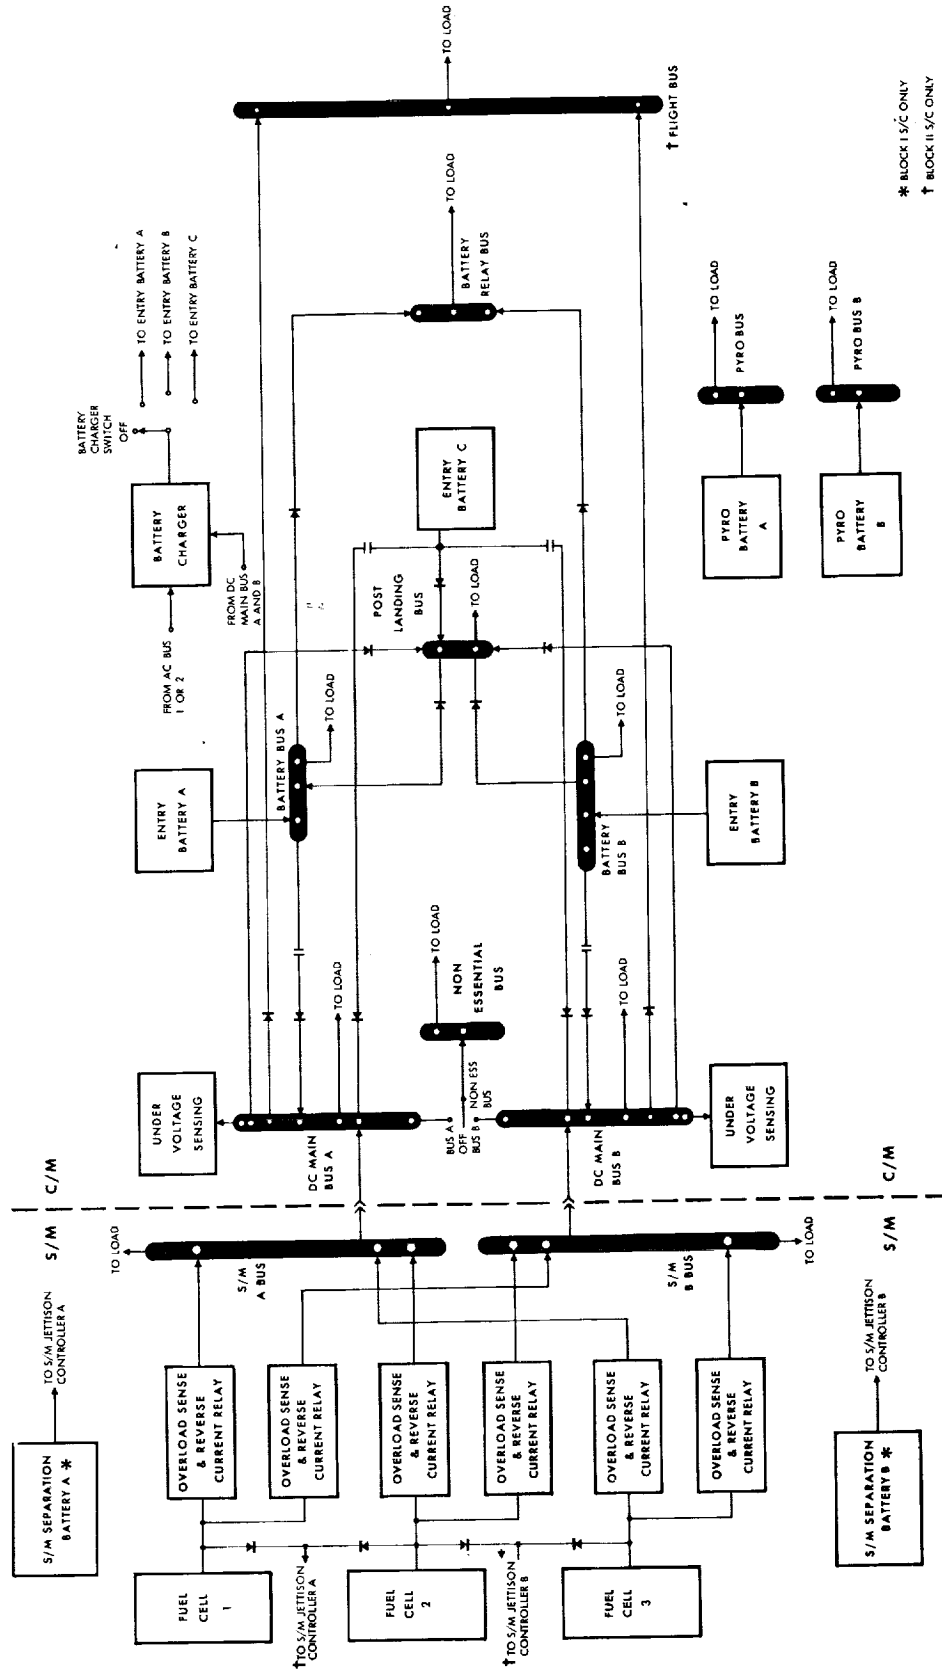 S/M SEPARATION
BATTERY A *
TO S/M JETTISON
CONTROLLER A
S/M
C/M
FUEL
CELL
1
FUEL
CELL
2
FUEL
CELL
3
† TO S/M JETTISON
CONTROLLER A
† TO S/M JETTISON
CONTROLLER B
OVERLOAD SENSE
& REVERSE
CURRENT RELAY
OVERLOAD SENSE
& REVERSE
CURRENT RELAY
OVERLOAD SENSE
& REVERSE
CURRENT RELAY
OVERLOAD SENSE
& REVERSE
CURRENT RELAY
OVERLOAD SENSE
& REVERSE
CURRENT RELAY
OVERLOAD SENSE
& REVERSE
CURRENT RELAY
TO LOAD
S/M
A BUS
S/M
B BUS
TO LOAD
S/M SEPARATION
BATTERY B *
TO S/M JETTISON
CONTROLLER B
S/M
C/M
UNDER
VOLTAGE
SENSING
DC MAIN
BUS A
TO LOAD
BUS A
OFF
BUS B
NON ESS
BUS
TO LOAD
NON
ESSENTIAL
BUS
DC MAIN
BUS B
TO LOAD
UNDER
VOLTAGE
SENSING
ENTRY
BATTERY A
BATTERY BUS A
TO LOAD
BATTERY
BUS B
TO LOAD
ENTRY
BATTERY B
FROM AC BUS
1 OR 2
FROM DC
MAIN BUS
A AND B
BATTERY
CHARGER
BATTERY
CHARGER
SWITCH
OFF
TO ENTRY BATTERY A
TO ENTRY BATTERY B
TO ENTRY BATTERY C
POST
LANDING
BUS
TO LOAD
ENTRY
BATTERY C
BATTERY
RELAY BUS
TO LOAD
TO LOAD
† FLIGHT BUS
PYRO
BATTERY
A
TO LOAD
PYRO BUS
PYRO
BATTERY
B
TO LOAD
PYRO BUS B
* BLOCK I S/C ONLY
† BLOCK II S/C ONLY